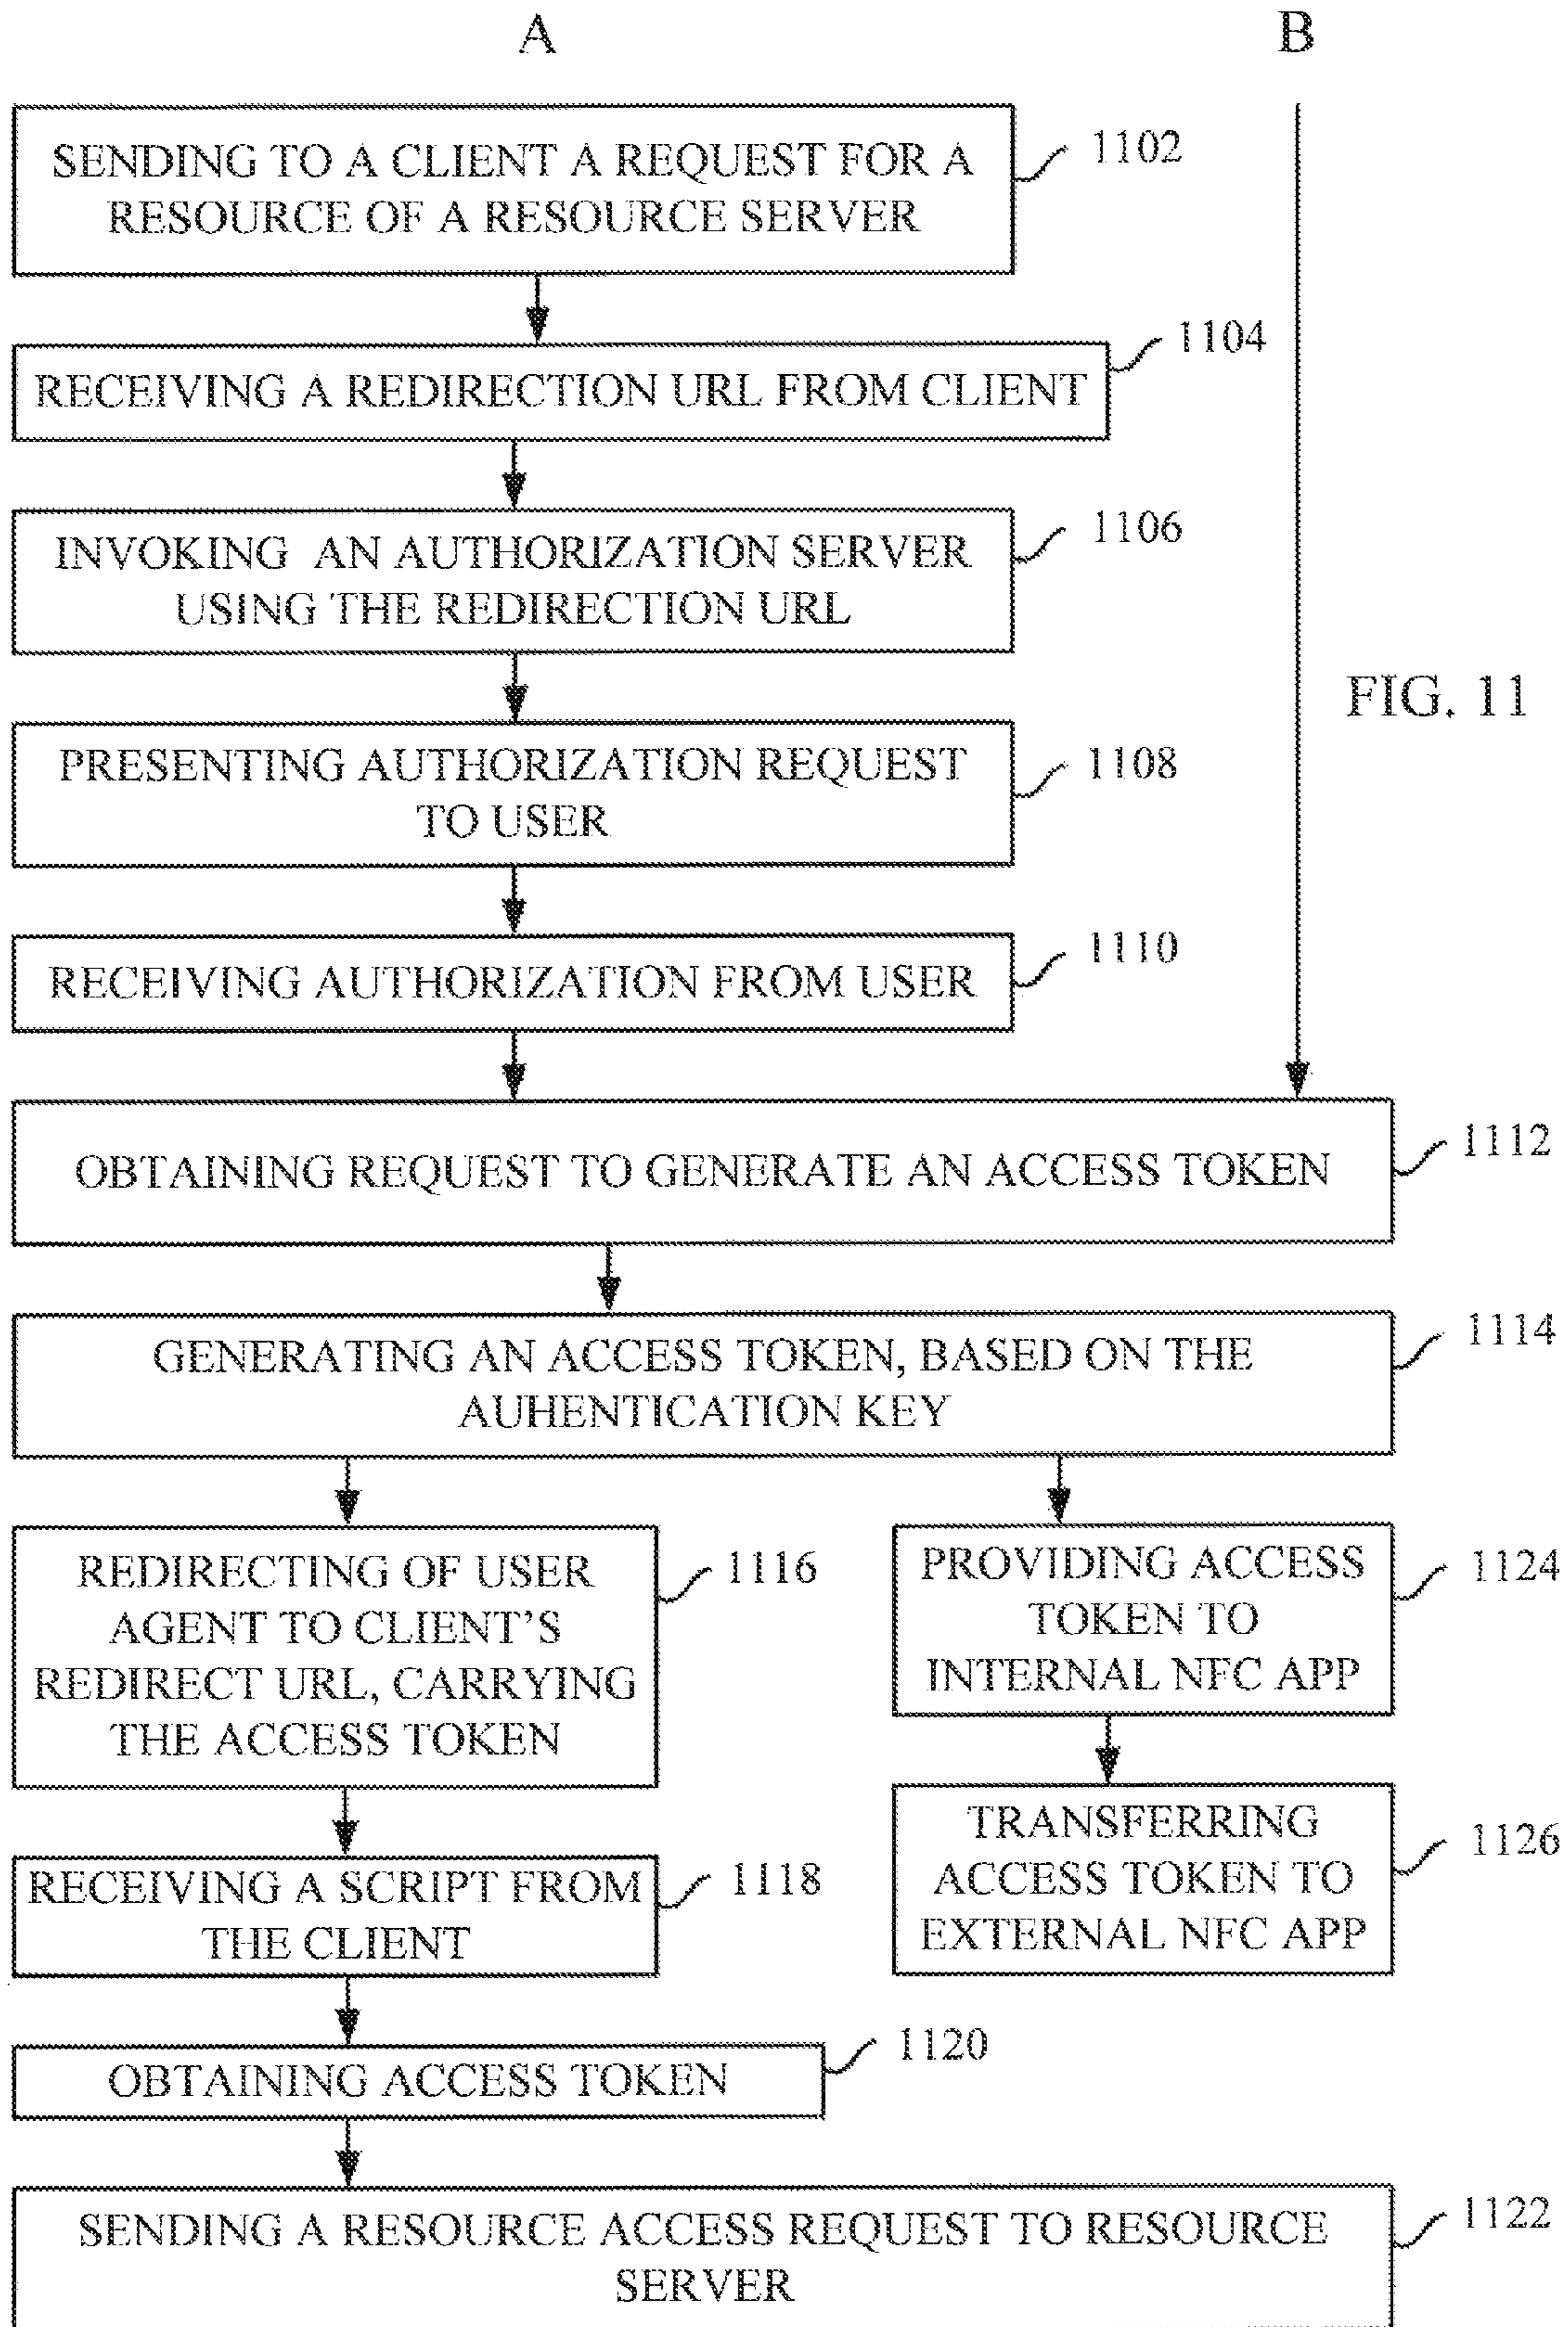 A
B
SENDING TO A CLIENT A REQUEST FOR A
RESOURCE OF A RESOURCE SERVER
1102
RECEIVING A REDIRECTION URL FROM CLIENT
1104
INVOKING AN AUTHORIZATION SERVER
USING THE REDIRECTION URL
1106
FIG. 11
PRESENTING AUTHORIZATION REQUEST
TO USER
1108
RECEIVING AUTHORIZATION FROM USER
1110
OBTAINING REQUEST TO GENERATE AN ACCESS TOKEN
1112
GENERATING AN ACCESS TOKEN, BASED ON THE
AUHENTICATION KEY
1114
REDIRECTING OF USER
AGENT TO CLIENT'S
REDIRECT URL, CARRYING
THE ACCESS TOKEN
1116
PROVIDING ACCESS
TOKEN TO
INTERNAL NFC APP
1124
RECEIVING A SCRIPT FROM
THE CLIENT
1118
TRANSFERRING
ACCESS TOKEN TO
EXTERNAL NFC APP
1126
OBTAINING ACCESS TOKEN
1120
SENDING A RESOURCE ACCESS REQUEST TO RESOURCE
SERVER
1122